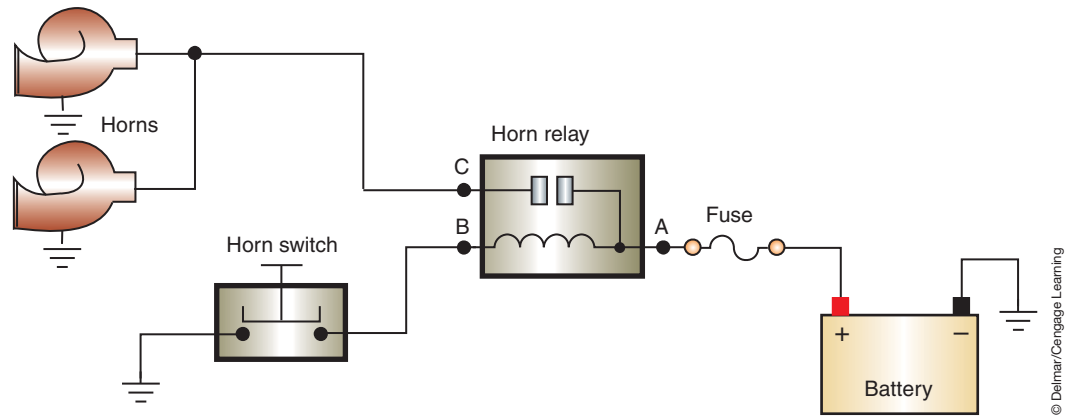 Horns
Horn relay
C
B
A
Fuse
Horn switch
+
−
Battery
© Delmar/Cengage Learning